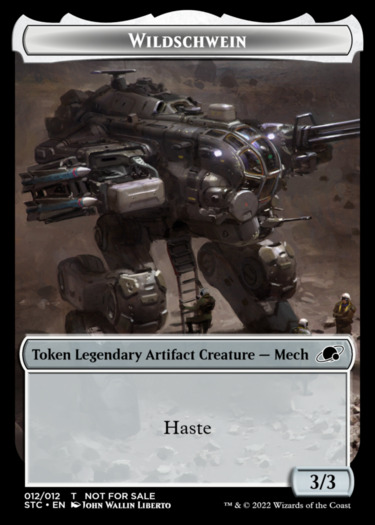 WILDSCHWEIN
Token Legendary Artifact Creature — Mech
Haste
3/3
012/012 T NOT FOR SALE
STC • EN JOHN WALLIN LIBERTO
™ & © 2022 Wizards of the Coast